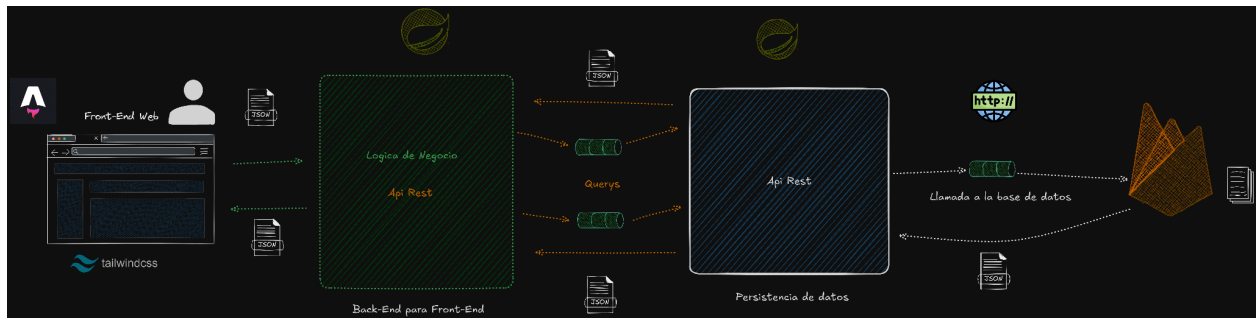 Front-End Web
JSON
tailwindcss
JSON
Logica de Negocio
Api Rest
Back-End para Front-End
JSON
Querys
JSON
Api Rest
Persistencia de datos
http://
Llamada a la base de datos
JSON